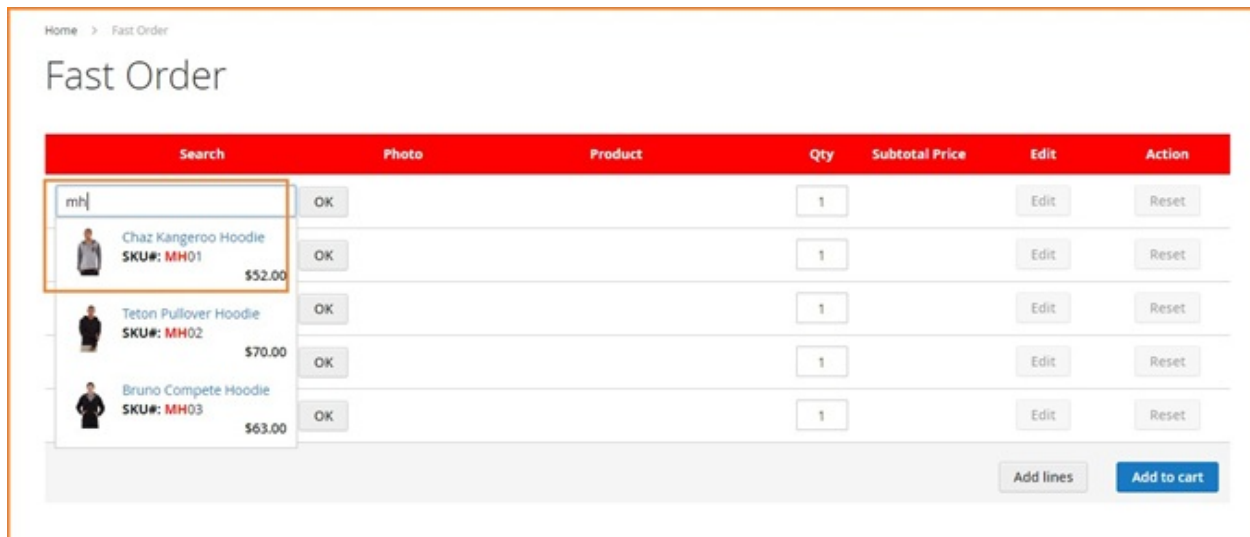 Home > Fast Order
Fast Order
Search Photo Product Qty Subtotal Price Edit Action
mh OK 1 Edit Reset
Chaz Kangeroo Hoodie
SKU#: MH01 OK 1 Edit Reset
$52.00
Teton Pullover Hoodie OK 1 Edit Reset
SKU#: MH02
$70.00
OK 1 Edit Reset
Bruno Compete Hoodie
SKU#: MH03 OK 1 Edit Reset
$63.00
Add lines Add to cart